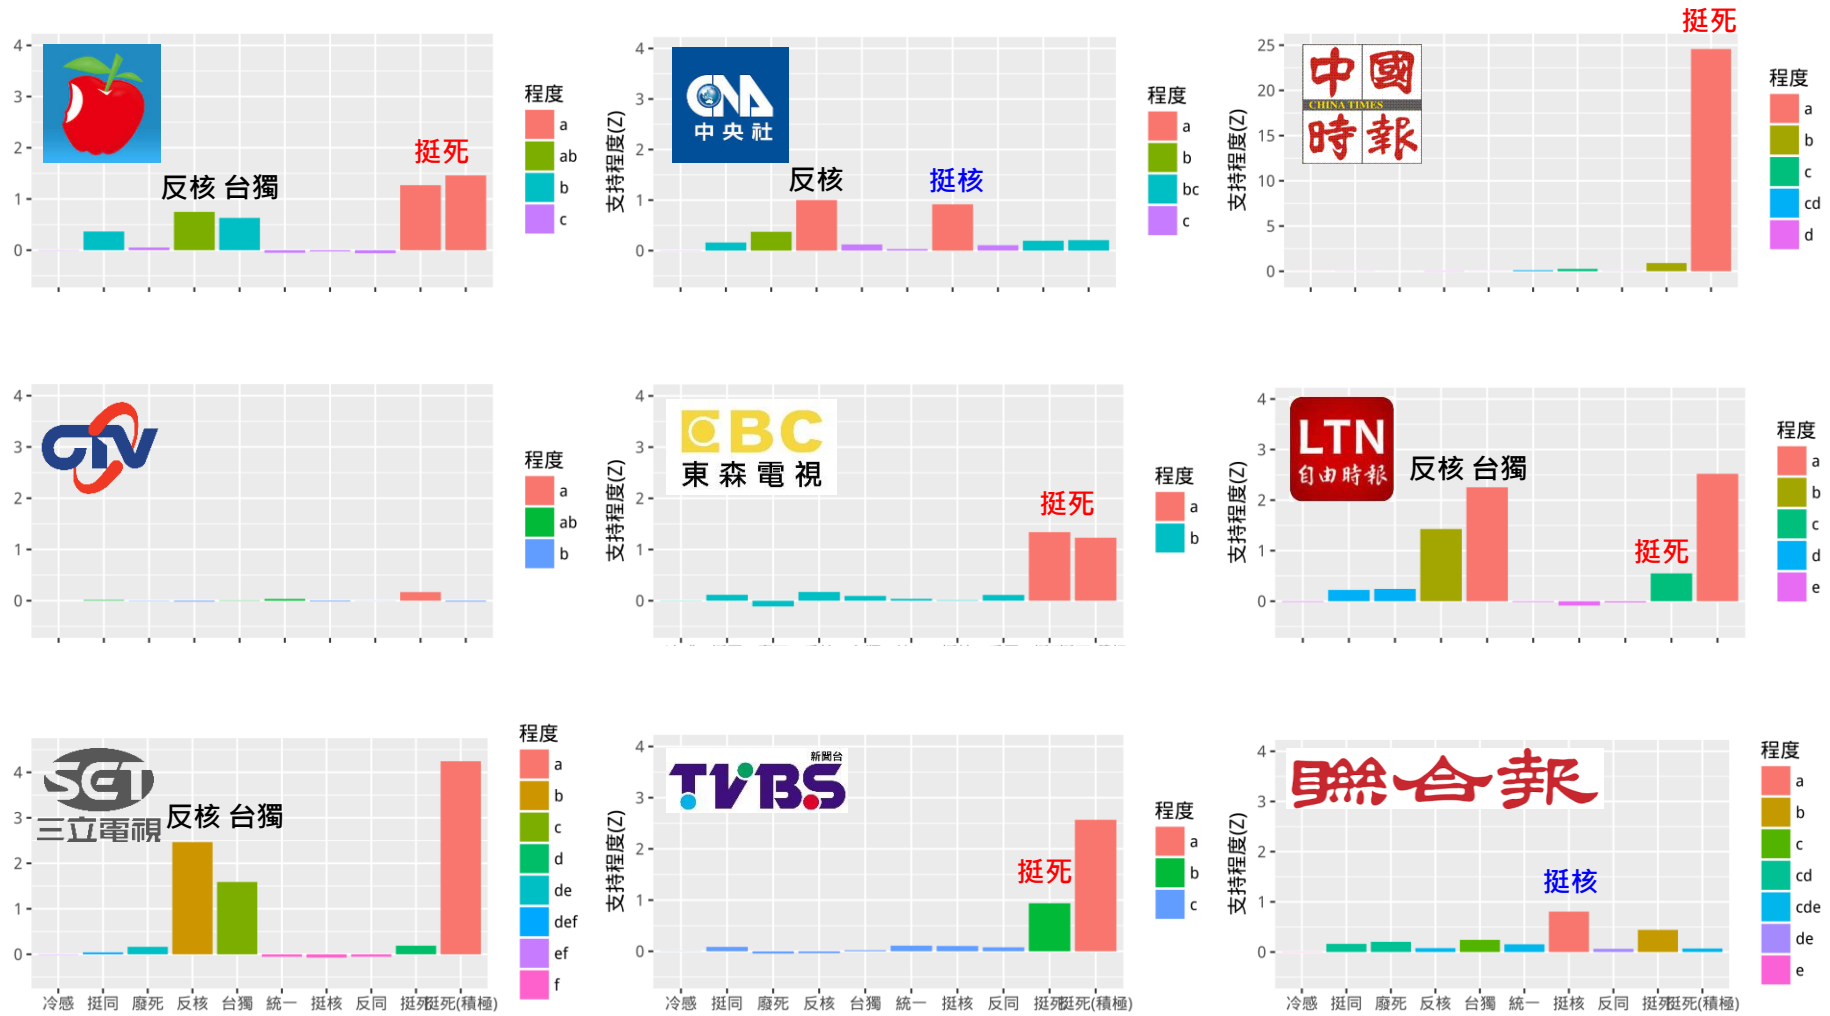 挺死
4
3
2
1
0
反核 台獨
挺死
程度
a
ab
b
c
支持程度(Z)
4
3
2
1
0
CNA
中央社
反核
挺核
程度
a
b
bc
c
支持程度(Z)
25
20
15
10
5
0
中國
CHINA TIMES
時報
程度
a
b
c
cd
d
4
3
2
1
0
CTV
程度
a
ab
b
支持程度(Z)
4
3
2
1
0
EBC
東森電視
挺死
程度
a
b
支持程度(Z)
4
3
2
1
0
LTN
自由時報
反核 台獨
挺死
程度
a
b
c
d
e
4
3
2
1
0
SET
三立電視
反核 台獨
程度
a
b
c
d
de
def
ef
f
冷感 挺同 廢死 反核 台獨 統一 挺核 反同 挺死 挺死(積極)
支持程度(Z)
4
3
2
1
0
新聞台
TVBS
挺死
程度
a
b
c
冷感 挺同 廢死 反核 台獨 統一 挺核 反同 挺死 挺死(積極)
支持程度(Z)
4
3
2
1
0
聯合報
挺核
程度
a
b
c
cd
cde
de
e
冷感 挺同 廢死 反核 台獨 統一 挺核 反同 挺死 挺死(積極)